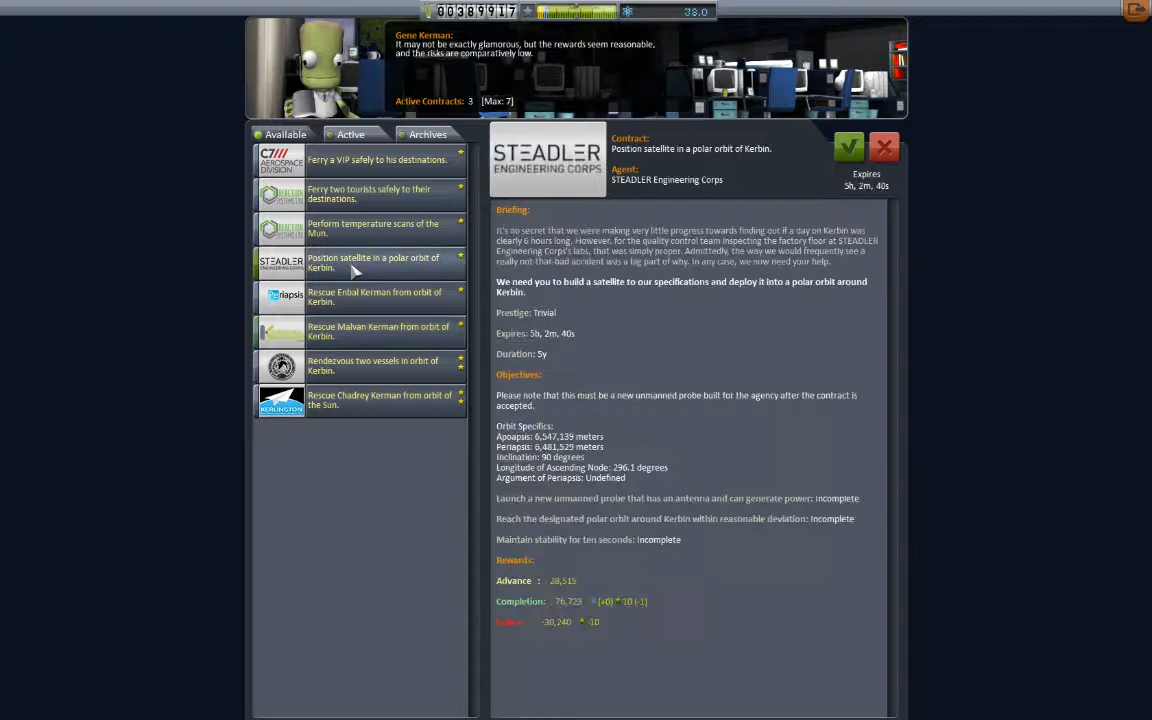 00389917
38.0
Gene Kerman:
It may not be exactly glamorous, but the rewards seem reasonable,
and the risks are comparatively low.
Active Contracts: 3 [Max: 7]
Available
Active
Archives
C7///
AEROSPACE
DIVISION
Ferry a VIP safely to his destinations.
REACTION
SYSTEMS LTD
Ferry two tourists safely to their
destinations.
REACTION
SYSTEMS LTD
Perform temperature scans of the
Mun.
STEADLER
ENGINEERING CORPS
Position satellite in a polar orbit of
Kerbin.
Periapsis
Rescue Enbal Kerman from orbit of
Kerbin.
Rescue Malvan Kerman from orbit of
Kerbin.
Rendezvous two vessels in orbit of
Kerbin.
KERLINGTON
Rescue Chadrey Kerman from orbit of
the Sun.
STEADLER
ENGINEERING CORPS
Contract:
Position satellite in a polar orbit of Kerbin.
Agent:
STEADLER Engineering Corps
Expires
5h, 2m, 40s
Briefing:
It's no secret that we were making very little progress towards finding out if a day on Kerbin was
clearly 6 hours long. However, for the quality control team inspecting the factory floor at STEADLER
Engineering Corps's labs, that was simply proper. Admittedly, the way we would frequently see a
really not-that-bad accident was a big part of why. In any case, we now need your help.
We need you to build a satellite to our specifications and deploy it into a polar orbit around
Kerbin.
Prestige: Trivial
Expires: 5h, 2m, 40s
Duration: 5y
Objectives:
Please note that this must be a new unmanned probe built for the agency after the contract is
accepted.
Orbit Specifics:
Apoapsis: 6,547,139 meters
Periapsis: 6,481,529 meters
Inclination: 90 degrees
Longitude of Ascending Node: 296.1 degrees
Argument of Periapsis: Undefined
Launch a new unmanned probe that has an antenna and can generate power: Incomplete
Reach the designated polar orbit around Kerbin within reasonable deviation: Incomplete
Maintain stability for ten seconds: Incomplete
Rewards:
Advance : 28,515
Completion: 76,723 (+0) 10 (-1)
Failure: -30,240 -10